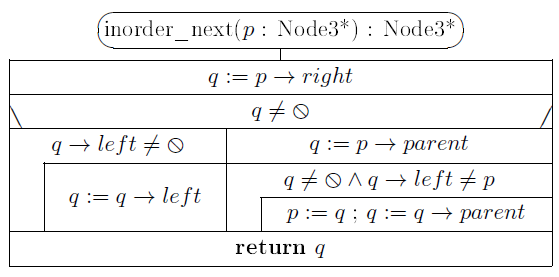 inorder_next(p : Node3*) : Node3*
q := p → right
q ≠ ⦸
q → left ≠ ⦸
q := p → parent
q := q → left
q ≠ ⦸ ∧ q → left ≠ p
p := q ; q := q → parent
return q